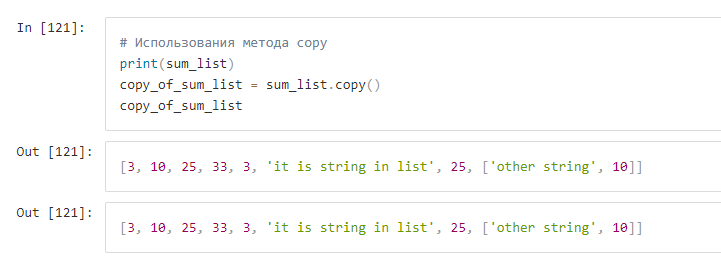 In [121]:
# Использования метода copy
print(sum_list)
copy_of_sum_list = sum_list.copy()
copy_of_sum_list
Out [121]:
[3, 10, 25, 33, 3, 'it is string in list', 25, ['other string', 10]]
Out [121]:
[3, 10, 25, 33, 3, 'it is string in list', 25, ['other string', 10]]